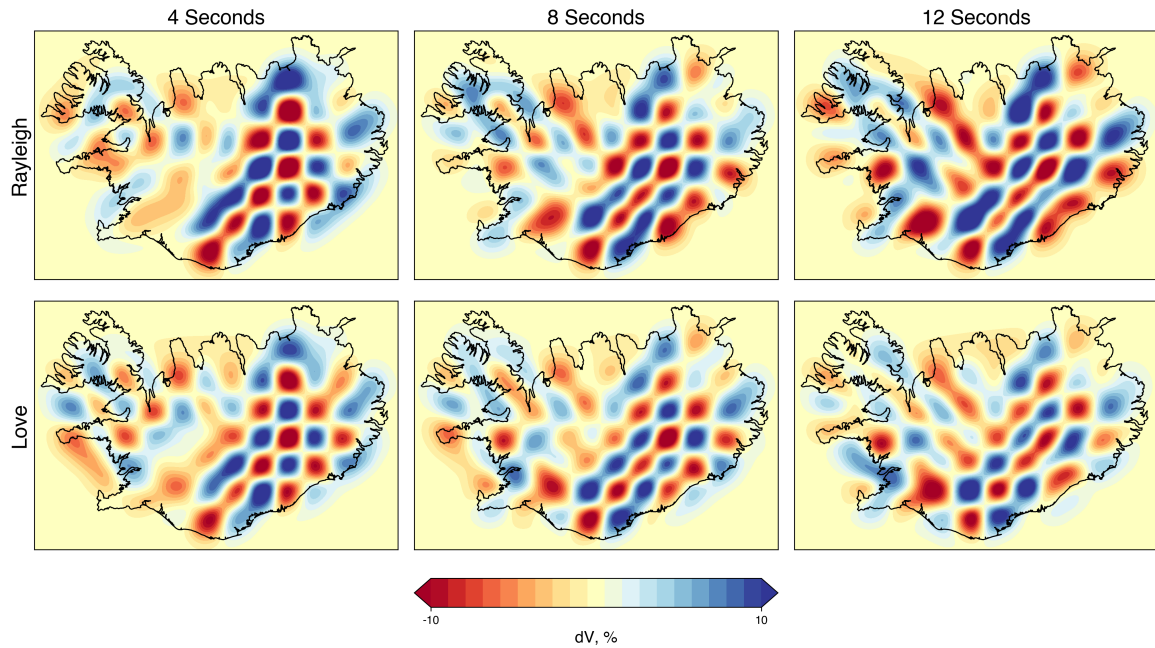 4 Seconds
8 Seconds
12 Seconds
Rayleigh
Love
-10
10
dV, %